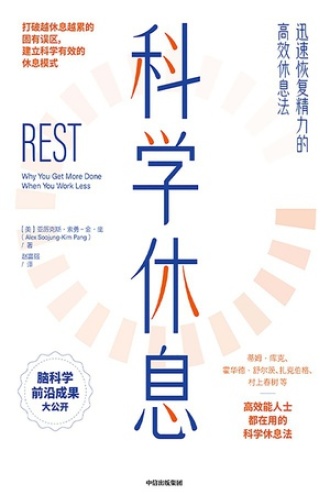 打破越休息越累的
固有误区，
建立科学有效的
休息模式
科学休息
迅速恢复精力的
高效休息法
REST
Why You Get More Done
When You Work Less
【美】亚历克斯·索勇-金·庞
（Alex Soojung-Kim Pang）
/ 著
赵磊瑶
/ 译
脑科学
前沿成果
大公开
蒂姆·库克、
霍华德·舒尔茨、扎克伯格、
村上春树 等
高效能人士
都在用的
科学休息法
中信出版集团